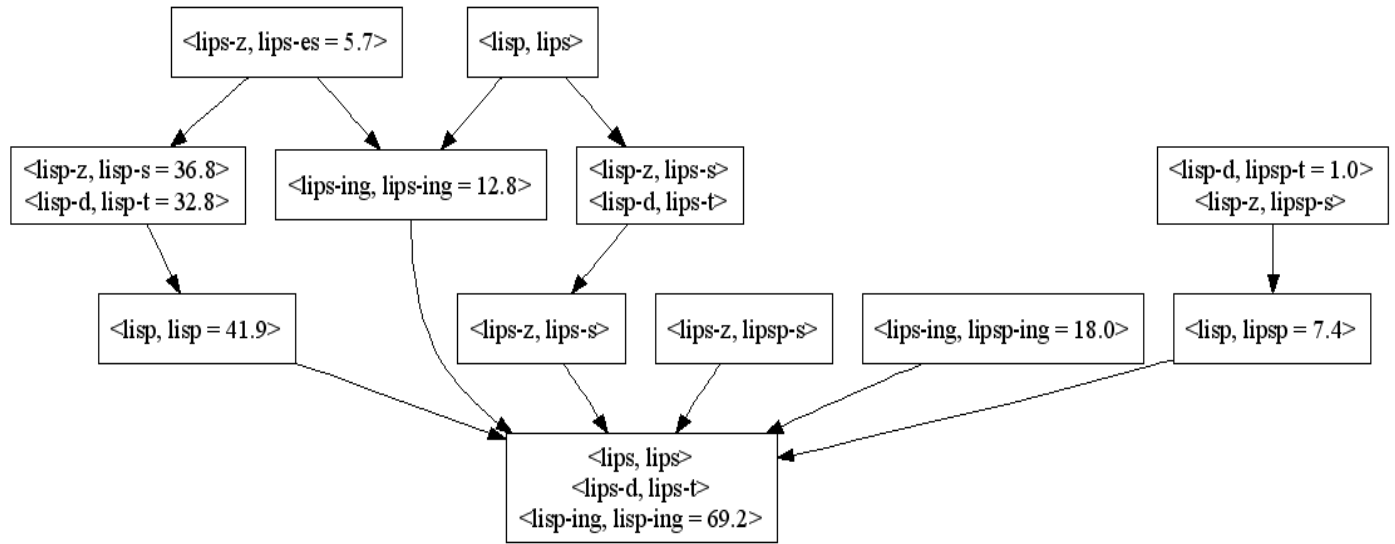 <lips-z, lips-es = 5.7>
<lisp, lips>
<lisp-z, lisp-s = 36.8>
<lisp-d, lisp-t = 32.8>
<lips-ing, lips-ing = 12.8>
<lisp-z, lips-s>
<lisp-d, lips-t>
<lisp-d, lipsp-t = 1.0>
<lisp-z, lipsp-s>
<lisp, lisp = 41.9>
<lips-z, lips-s>
<lips-z, lipsp-s>
<lips-ing, lipsp-ing = 18.0>
<lisp, lipsp = 7.4>
<lips, lips>
<lips-d, lips-t>
<lisp-ing, lisp-ing = 69.2>